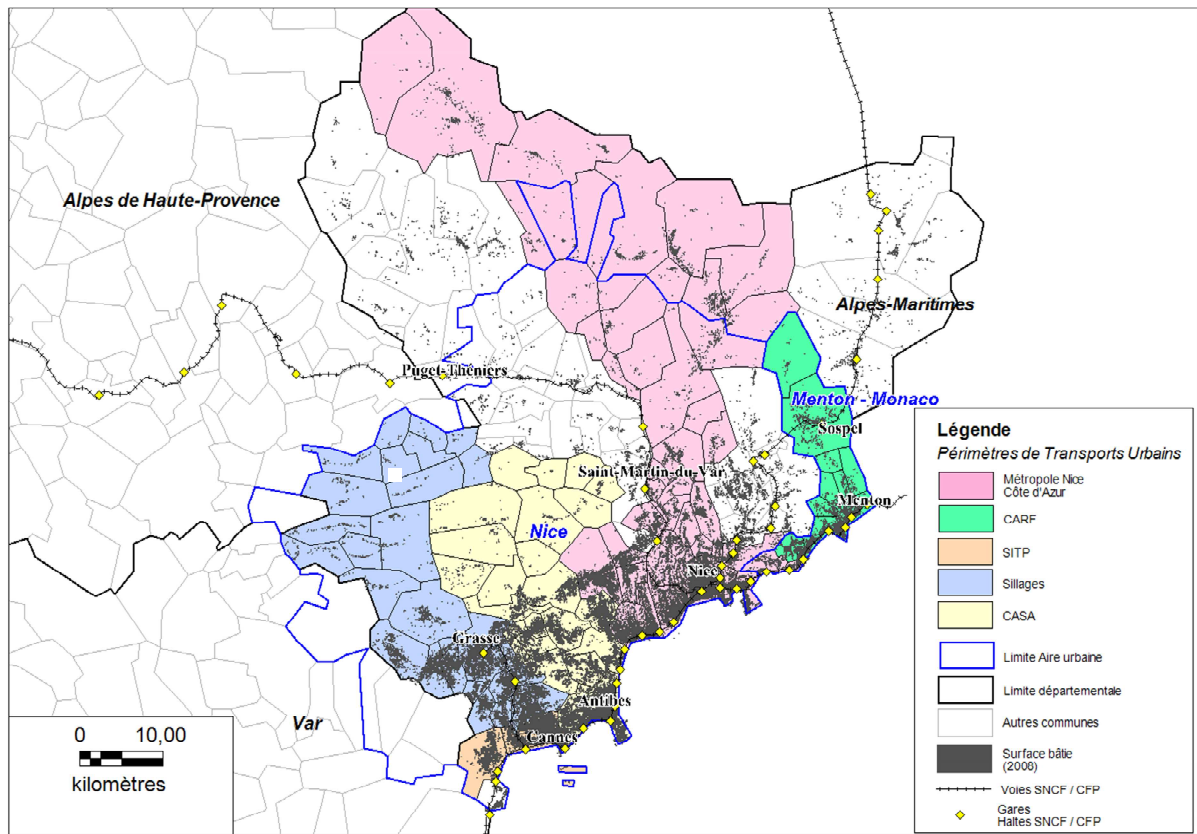 Alpes de Haute-Provence
Alpes-Maritimes
Puget-Théniers
Menton - Monaco
Sospel
Saint-Martin-du-Var
Menton
Nice
Nice
Grasse
Antibes
Var
Cannes
0 10,00
kilomètres
Légende
Périmètres de Transports Urbains
Métropole Nice
Côte d'Azur
CARF
SITP
Sillages
CASA
Limite Aire urbaine
Limite départementale
Autres communes
Surface bâtie
(2008)
Voies SNCF / CFP
Gares
Haltes SNCF / CFP